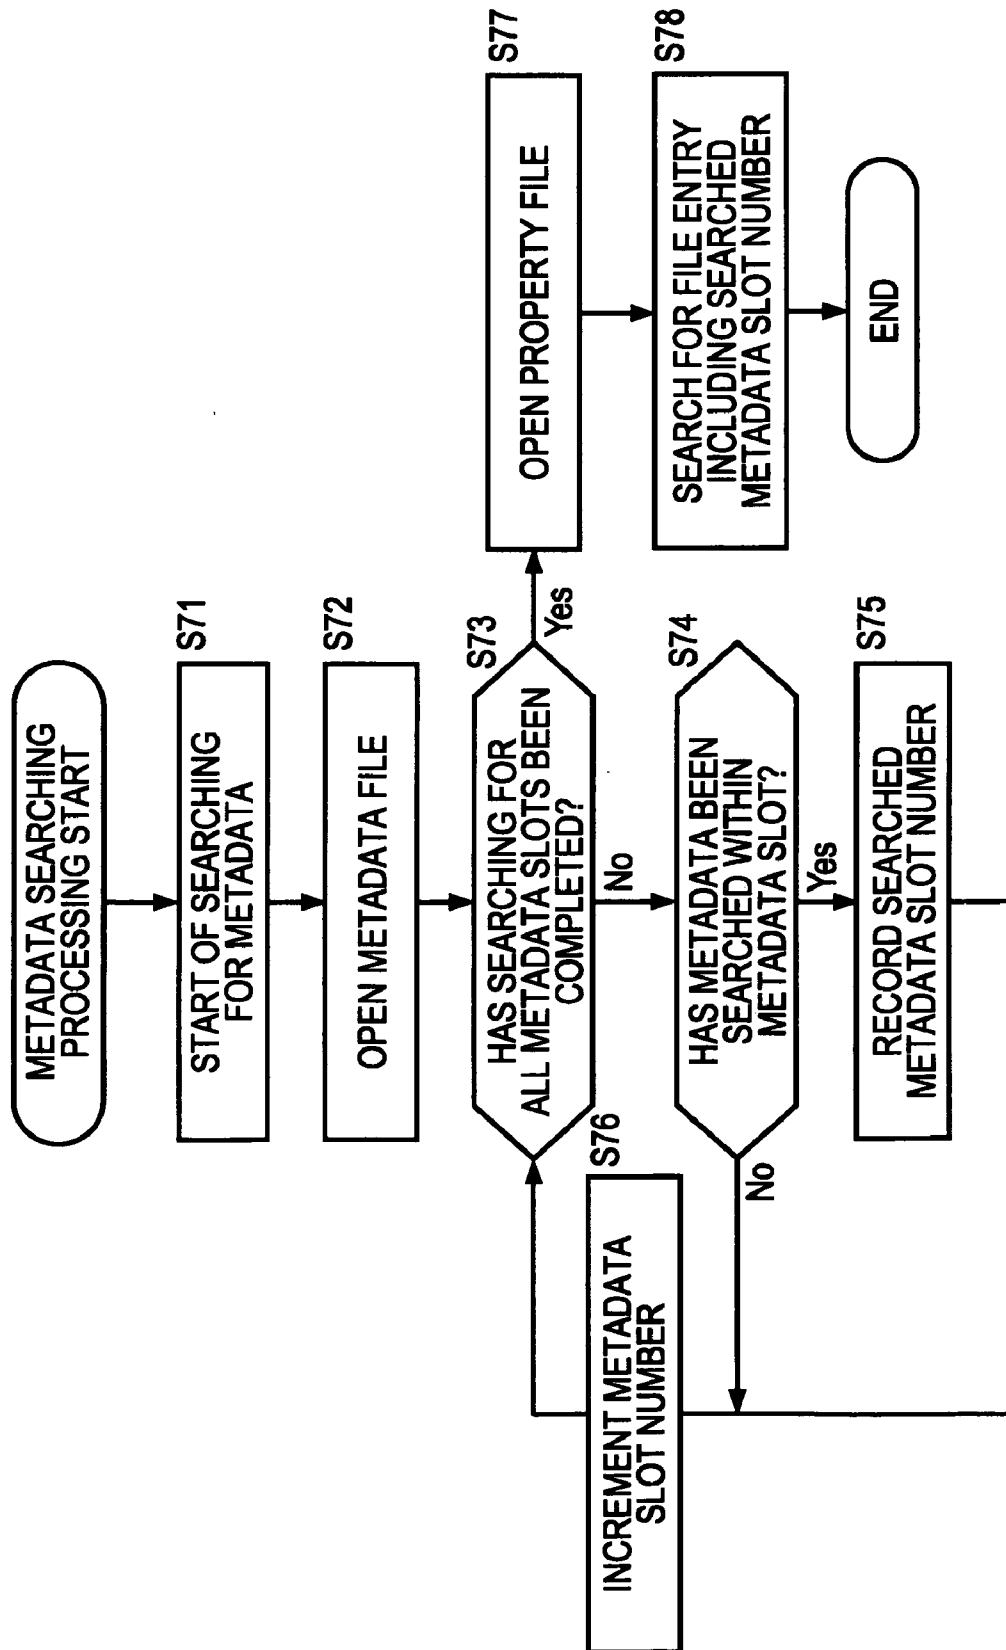 METADATA SEARCHING
PROCESSING START
S71
START OF SEARCHING
FOR METADATA
S72
OPEN METADATA FILE
S73
HAS SEARCHING FOR
ALL METADATA SLOTS BEEN
COMPLETED?
Yes
No
S74
HAS METADATA BEEN
SEARCHED WITHIN
METADATA SLOT?
No
Yes
S75
RECORD SEARCHED
METADATA SLOT NUMBER
S76
INCREMENT METADATA
SLOT NUMBER
S77
OPEN PROPERTY FILE
S78
SEARCH FOR FILE ENTRY
INCLUDING SEARCHED
METADATA SLOT NUMBER
END